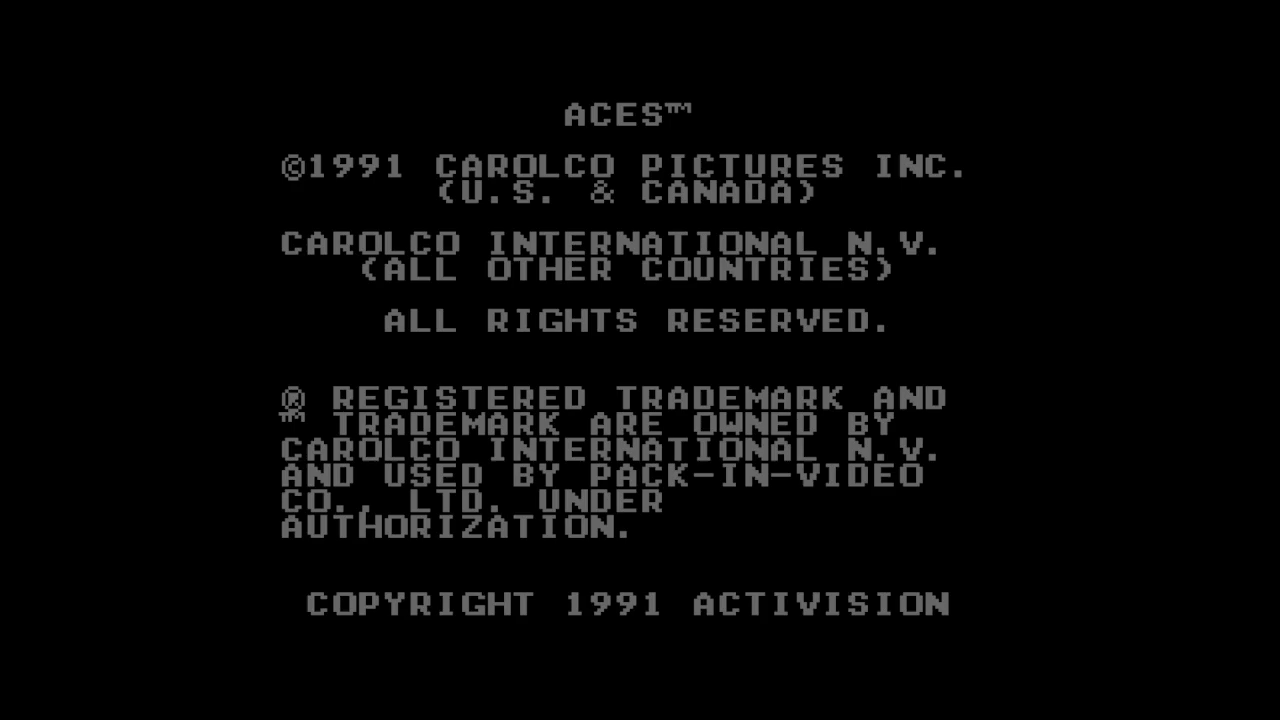 ACES™
©1991 CAROLCO PICTURES INC.
(U.S. & CANADA)
CAROLCO INTERNATIONAL N.V.
(ALL OTHER COUNTRIES)
ALL RIGHTS RESERVED.
® REGISTERED TRADEMARK AND
™ TRADEMARK ARE OWNED BY
CAROLCO INTERNATIONAL N.V.
AND USED BY PACK-IN-VIDEO
CO., LTD. UNDER
AUTHORIZATION.
COPYRIGHT 1991 ACTIVISION